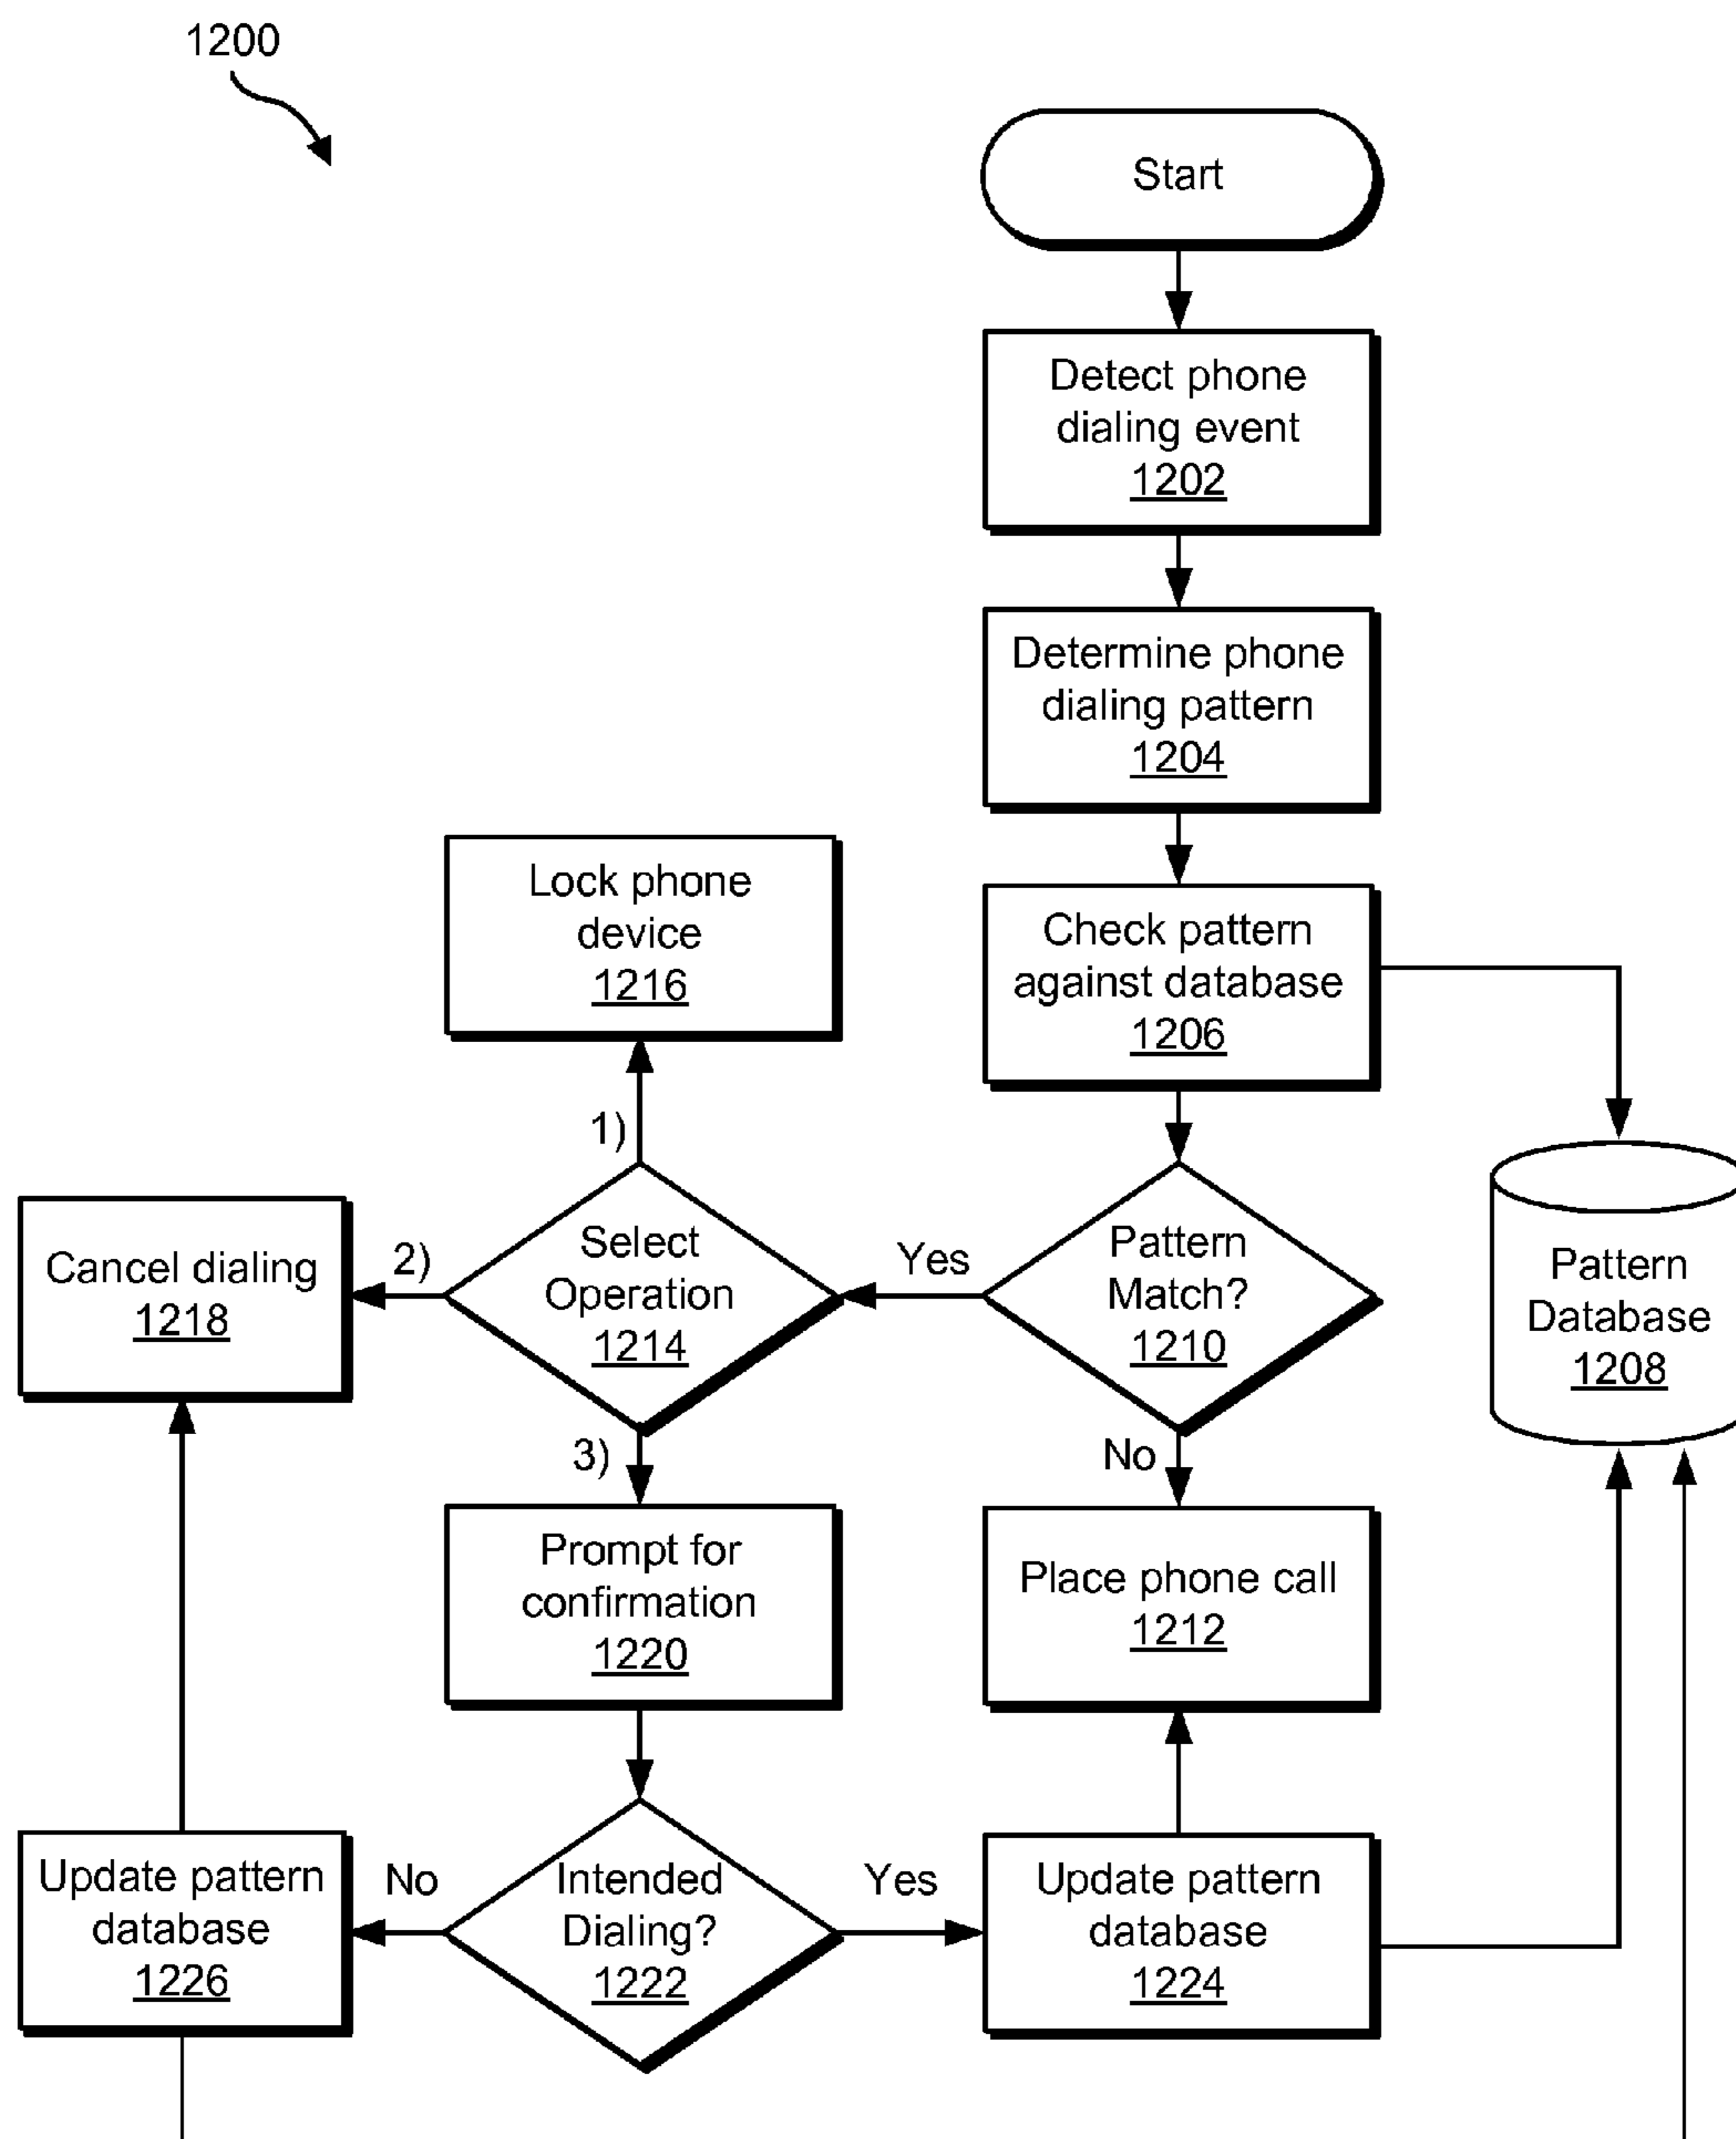 1200
Start
Detect phone
dialing event
1202
Determine phone
dialing pattern
1204
Lock phone
device
1216
Check pattern
against database
1206
1)
Cancel dialing
1218
2)
Select
Operation
1214
Yes
Pattern
Match?
1210
Pattern
Database
1208
3)
No
Prompt for
confirmation
1220
Place phone call
1212
Update pattern
database
1226
No
Intended
Dialing?
1222
Yes
Update pattern
database
1224